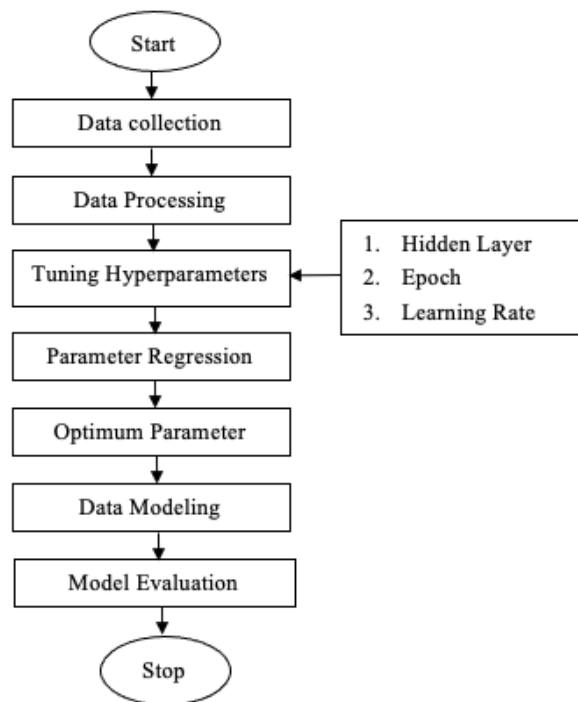 Start
Data collection
Data Processing
Tuning Hyperparameters
1. Hidden Layer
2. Epoch
3. Learning Rate
Parameter Regression
Optimum Parameter
Data Modeling
Model Evaluation
Stop